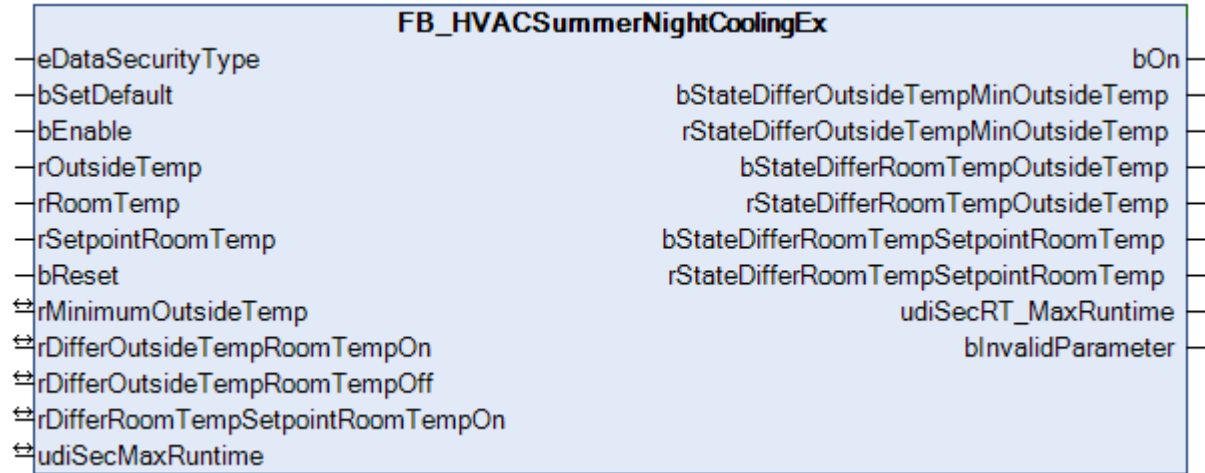 FB_HVACSummerNightCoolingEx
eDataSecurityType bOn
bSetDefault bStateDifferOutsideTempMinOutsideTemp
bEnable rStateDifferOutsideTempMinOutsideTemp
rOutsideTemp bStateDifferRoomTempOutsideTemp
rRoomTemp rStateDifferRoomTempOutsideTemp
rSetpointRoomTemp bStateDifferRoomTempSetpointRoomTemp
bReset rStateDifferRoomTempSetpointRoomTemp
rMinimumOutsideTemp udiSecRT_MaxRuntime
rDifferOutsideTempRoomTempOn bInvalidParameter
rDifferOutsideTempRoomTempOff
rDifferRoomTempSetpointRoomTempOn
udiSecMaxRuntime